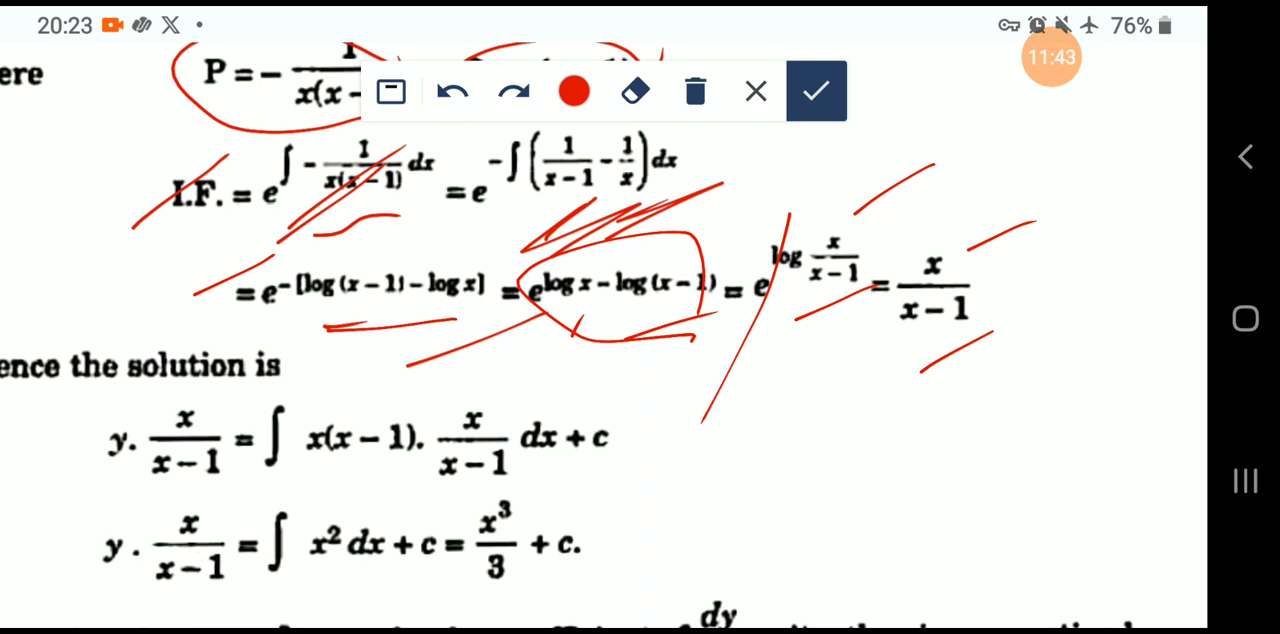 20:23 76%
11:43
ere P = - 1/x(x -
I.F. = e^{∫ - 1/x(x - 1) dx} = e^{-∫(1/x - 1 - 1/x) dx}
= e^{-[log (x - 1) - log x]} = e^{log x - log (x - 1)} = e^{log x/x - 1} = x/x - 1
ence the solution is
y. x/x - 1 = ∫ x(x - 1). x/x - 1 dx + c
y . x/x - 1 = ∫ x² dx + c = x³/3 + c.
dy